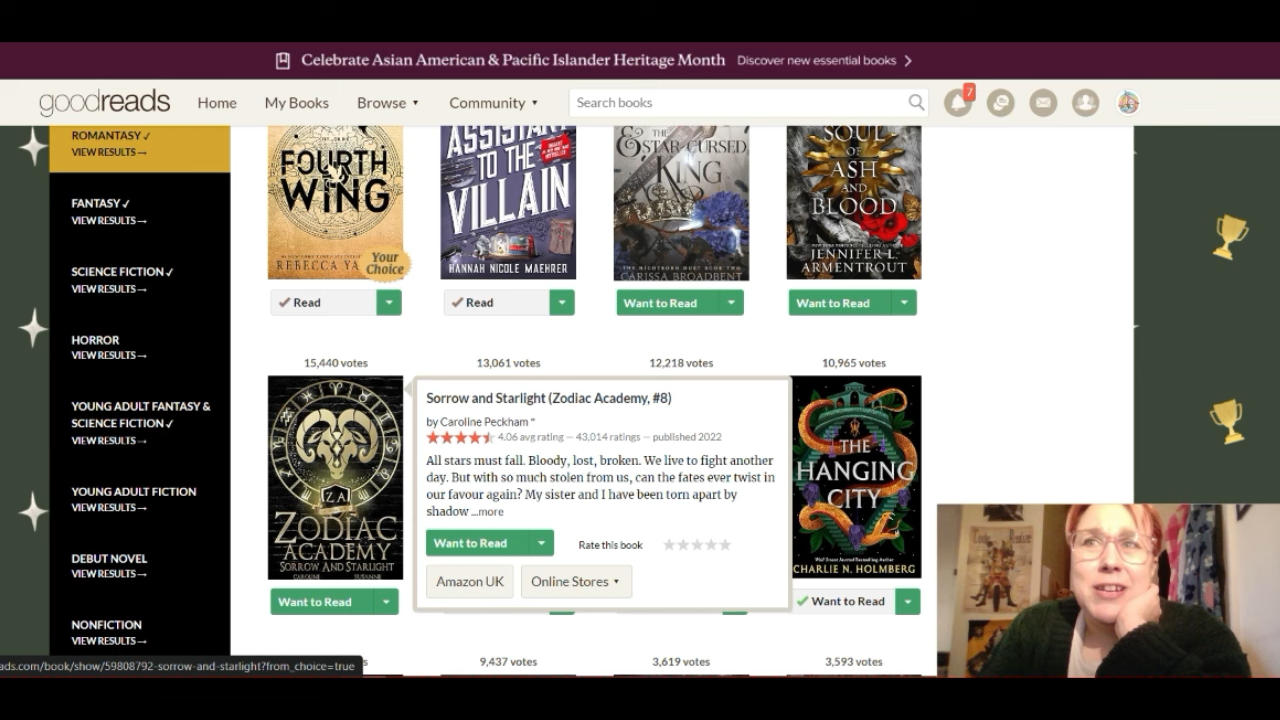 Celebrate Asian American & Pacific Islander Heritage Month Discover new essential books
goodreads Home My Books Browse Community Search books 7
ROMANTASY ✓
VIEW RESULTS→
FANTASY ✓
VIEW RESULTS→
SCIENCE FICTION ✓
VIEW RESULTS→
HORROR
VIEW RESULTS→
YOUNG ADULT FANTASY &
SCIENCE FICTION ✓
VIEW RESULTS→
YOUNG ADULT FICTION
VIEW RESULTS→
DEBUT NOVEL
VIEW RESULTS→
NONFICTION
VIEW RESULTS→
FOURTH
WING
REBECCA YA
Your
Choice
ASSISTANT
TO THE
VILLAIN
HANNAH NICOLE MAEHRER
THE
& STAR-CURSED
KING
THE NIGHTBORN DUET BOOK TWO
CARISSA BROADBENT
SOUL
OF
ASH
AND
BLOOD
JENNIFER L.
ARMENTROUT
Read Read Want to Read Want to Read
15,440 votes 13,061 votes 12,218 votes 10,965 votes
ZA
ZODIAC
ACADEMY
SORROW AND STARLIGHT
CAROLINE SUSANNE
Sorrow and Starlight (Zodiac Academy, #8)
by Caroline Peckham *
4.06 avg rating — 43,014 ratings — published 2022
All stars must fall. Bloody, lost, broken. We live to fight another
day. But with so much stolen from us, can the fates ever twist in
our favour again? My sister and I have been torn apart by
shadow ...more
Want to Read Rate this book
Amazon UK Online Stores
THE
HANGING
CITY
CHARLIE N. HOLMBERG
Want to Read Want to Read
9,437 votes 3,619 votes 3,593 votes
ads.com/book/show/59808792-sorrow-and-starlight?from_choice=true